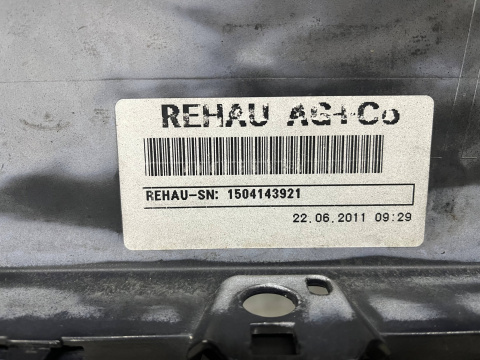 REHAU AG+Co
REHAU-SN: 1504143921
22.06.2011 09:29